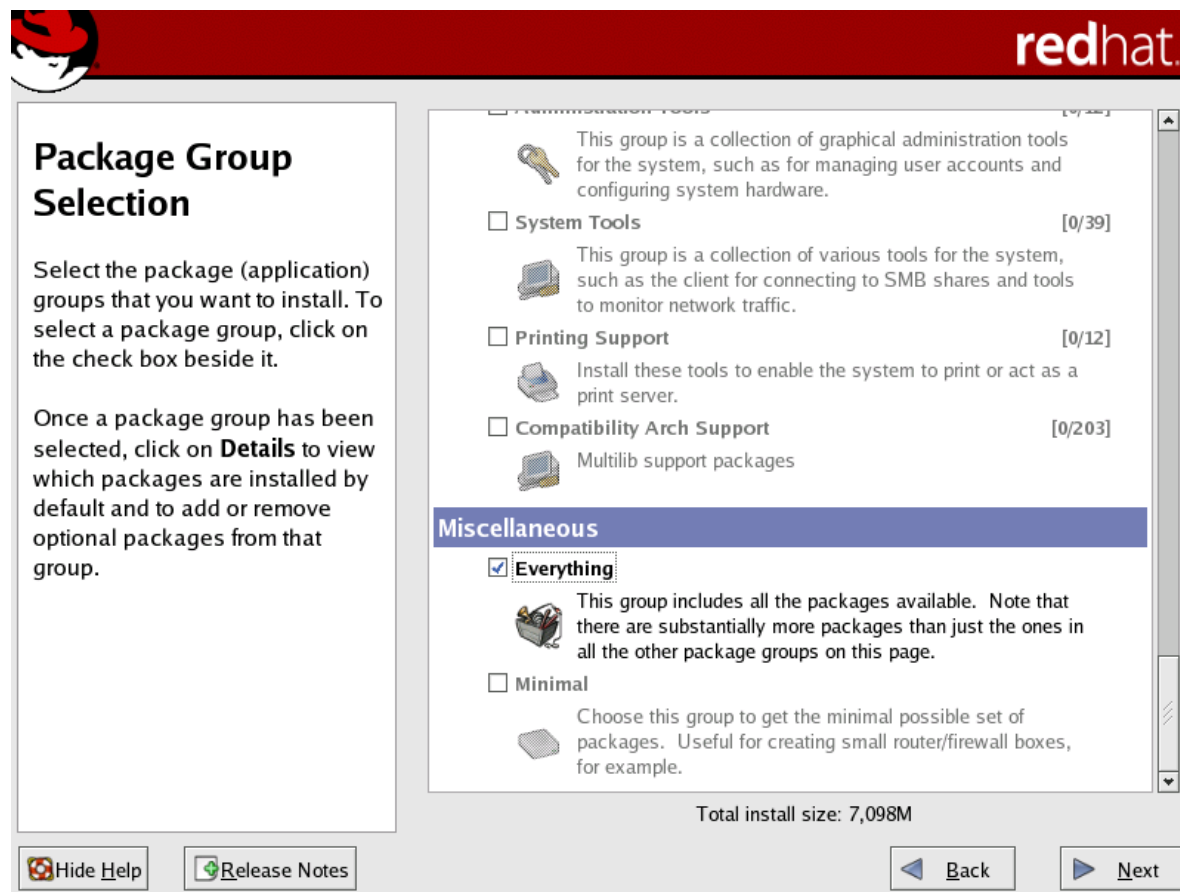 redhat.
Package Group
Selection
Select the package (application)
groups that you want to install. To
select a package group, click on
the check box beside it.
Once a package group has been
selected, click on Details to view
which packages are installed by
default and to add or remove
optional packages from that
group.
Administration Tools [0/12]
This group is a collection of graphical administration tools
for the system, such as for managing user accounts and
configuring system hardware.
System Tools [0/39]
This group is a collection of various tools for the system,
such as the client for connecting to SMB shares and tools
to monitor network traffic.
Printing Support [0/12]
Install these tools to enable the system to print or act as a
print server.
Compatibility Arch Support [0/203]
Multilib support packages
Miscellaneous
Everything
This group includes all the packages available. Note that
there are substantially more packages than just the ones in
all the other package groups on this page.
Minimal
Choose this group to get the minimal possible set of
packages. Useful for creating small router/firewall boxes,
for example.
Total install size: 7,098M
Hide Help
Release Notes
Back
Next